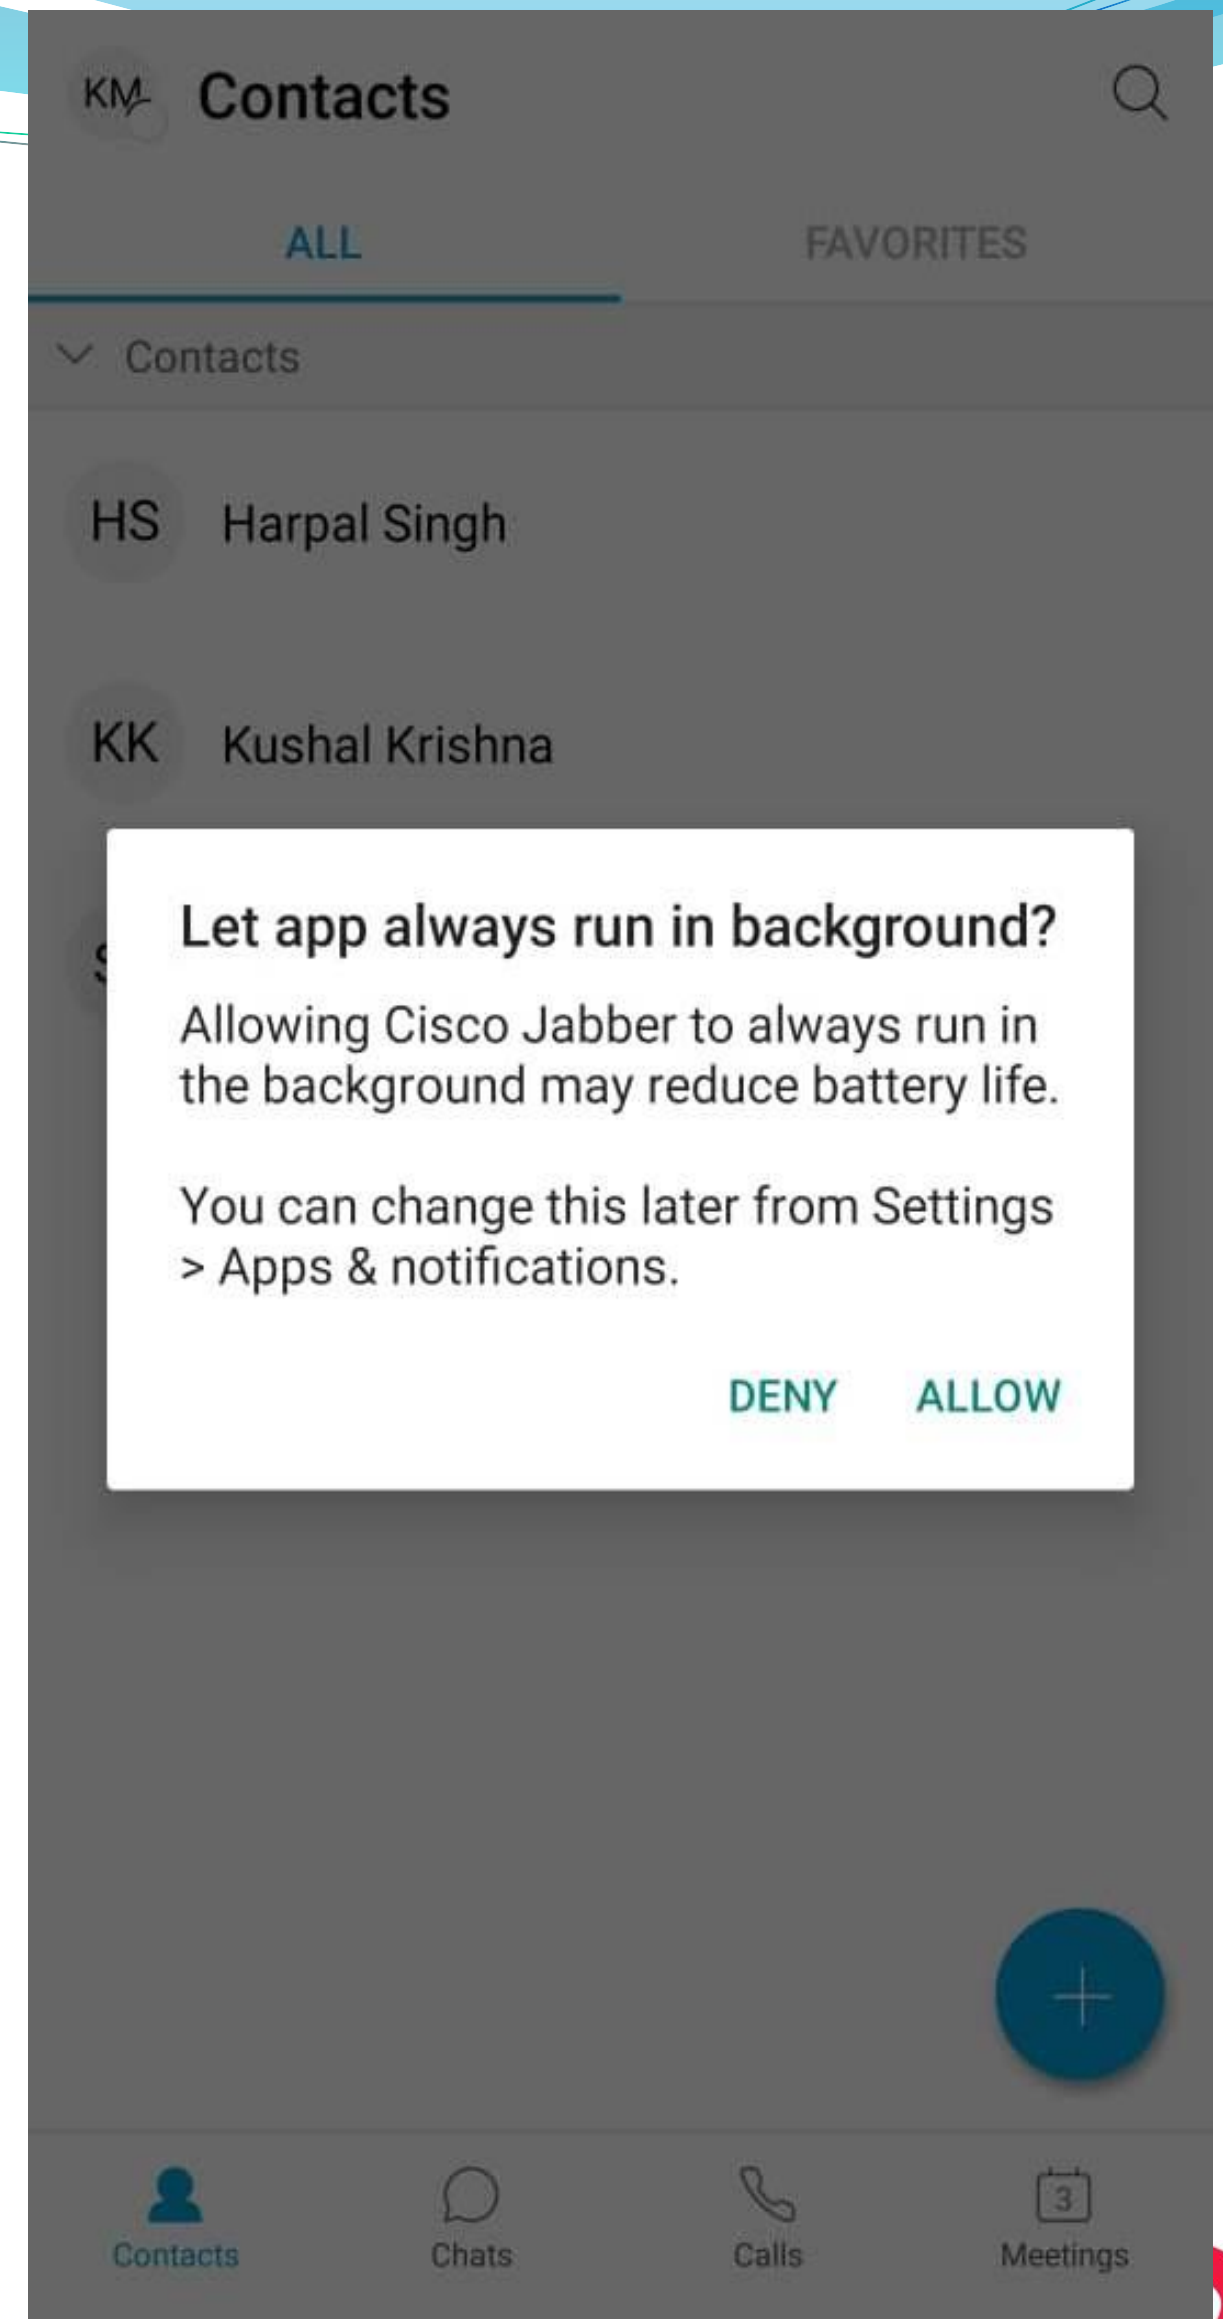 KM Contacts
ALL FAVORITES
Contacts
HS Harpal Singh
KK Kushal Krishna
Let app always run in background?
Allowing Cisco Jabber to always run in
the background may reduce battery life.
You can change this later from Settings
> Apps & notifications.
DENY ALLOW
3
Contacts Chats Calls Meetings